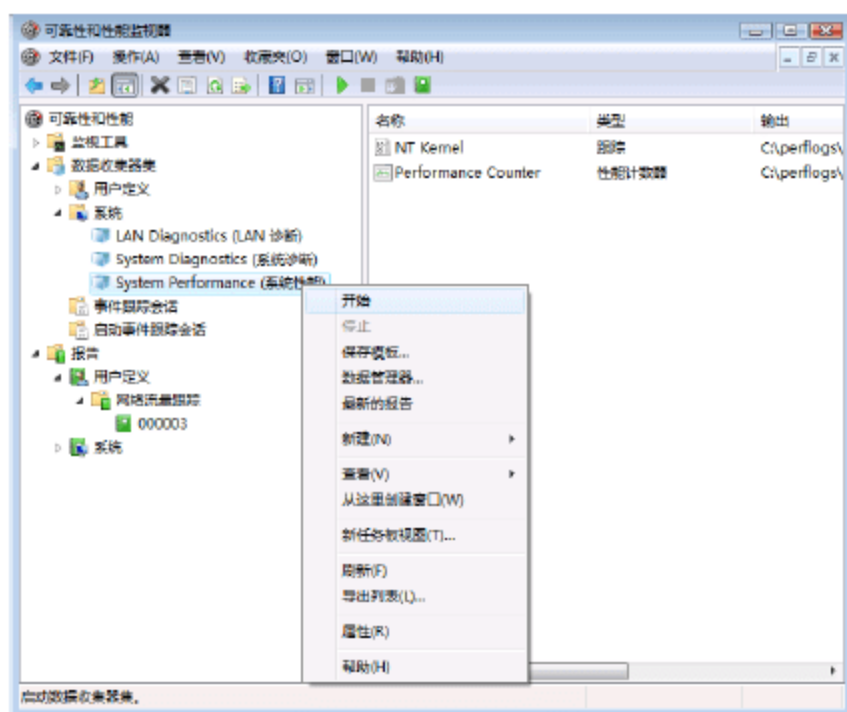 可靠性和性能监视器
文件(F) 操作(A) 查看(V) 收藏夹(O) 窗口(W) 帮助(H)
可靠性和性能
监视工具
数据收集器集
用户定义
系统
LAN Diagnostics (LAN 诊断)
System Diagnostics (系统诊断)
System Performance (系统性能)
事件跟踪会话
启动事件跟踪会话
报告
用户定义
网络流量跟踪
000003
系统
名称 类型 输出
NT Kernel 跟踪 C:\perflogs\
Performance Counter 性能计数器 C:\perflogs\
开始
停止
保存模板...
数据管理器...
最新的报告
新建(N)
查看(V)
从这里创建窗口(W)
新任务板视图(T)...
刷新(F)
导出列表(L)...
属性(R)
帮助(H)
启动数据收集器集。